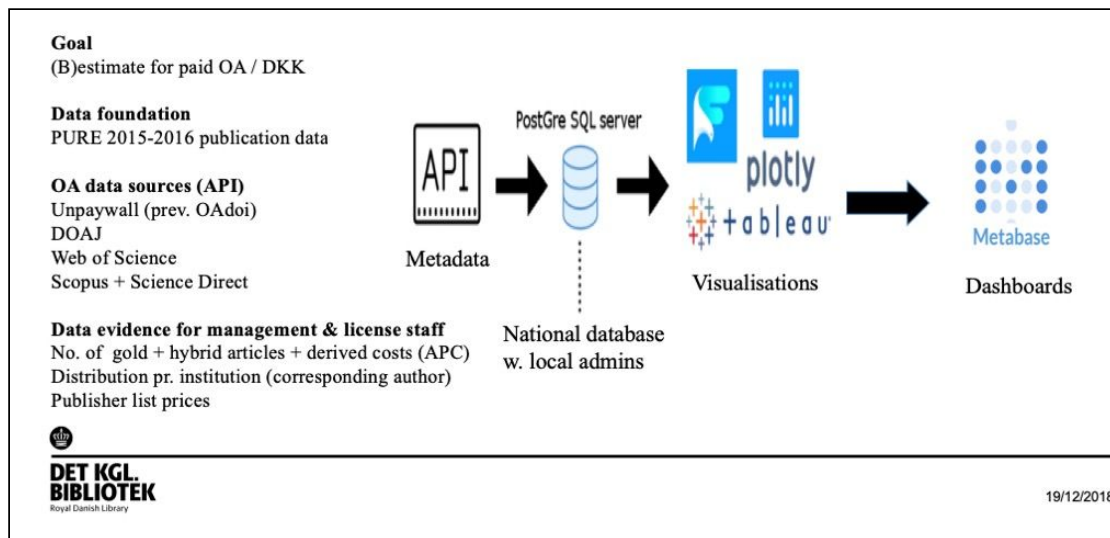 Goal
(B)estimate for paid OA / DKK
Data foundation
PURE 2015-2016 publication data
OA data sources (API)
Unpaywall (prev. OAdoi)
DOAJ
Web of Science
Scopus + Science Direct
Data evidence for management & license staff
No. of gold + hybrid articles + derived costs (APC)
Distribution pr. institution (corresponding author)
Publisher list prices
API
Metadata
PostGre SQL server
National database
w. local admins
plotly
+ a b l e a u
Visualisations
Metabase
Dashboards
DET KGL.
BIBLIOTEK
Royal Danish Library
19/12/2018